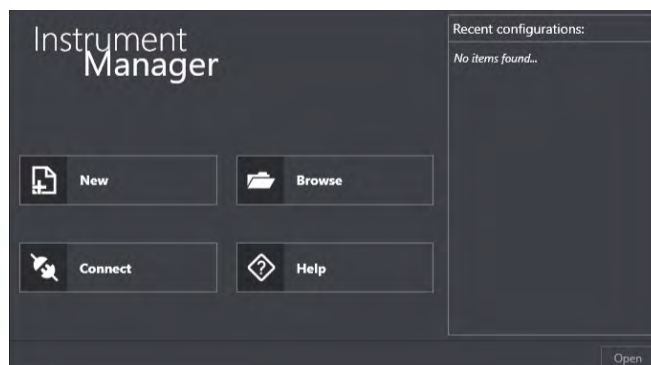 Instrument
Manager
Recent configurations:
No items found...
New
Browse
Connect
Help
Open